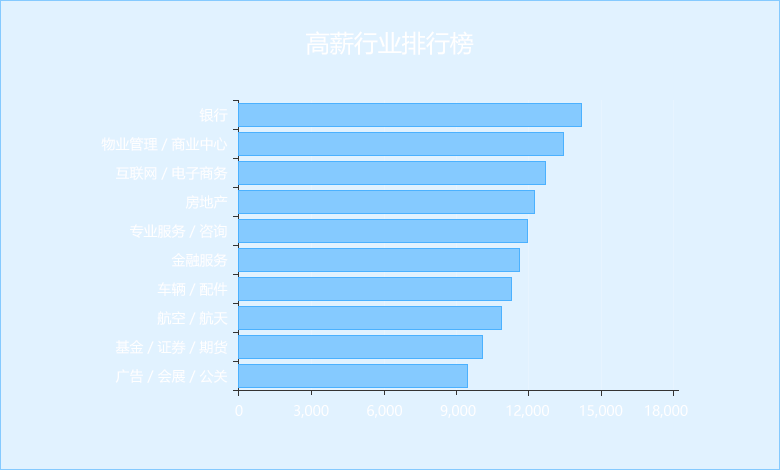 高薪行业排行榜
银行
物业管理 / 商业中心
互联网 / 电子商务
房地产
专业服务 / 咨询
金融服务
车辆 / 配件
航空 / 航天
基金 / 证券 / 期货
广告 / 会展 / 公关
0 3,000 6,000 9,000 12,000 15,000 18,000